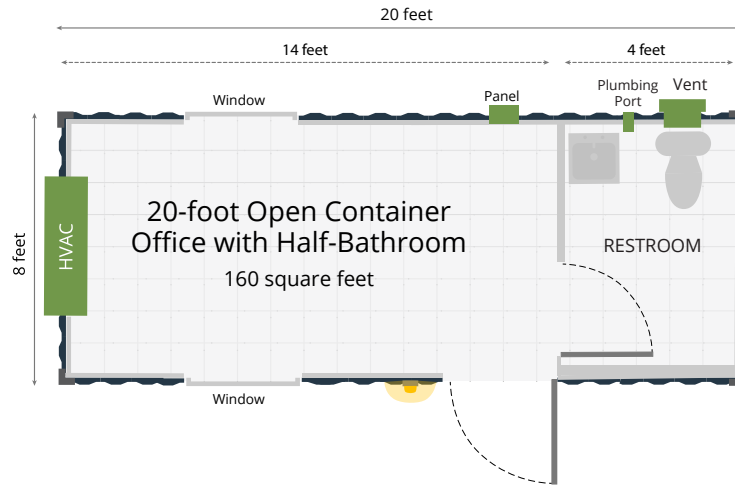 20 feet
14 feet
4 feet
Window
Panel
Plumbing
Port
Vent
8 feet
HVAC
20-foot Open Container
Office with Half-Bathroom
160 square feet
RESTROOM
Window